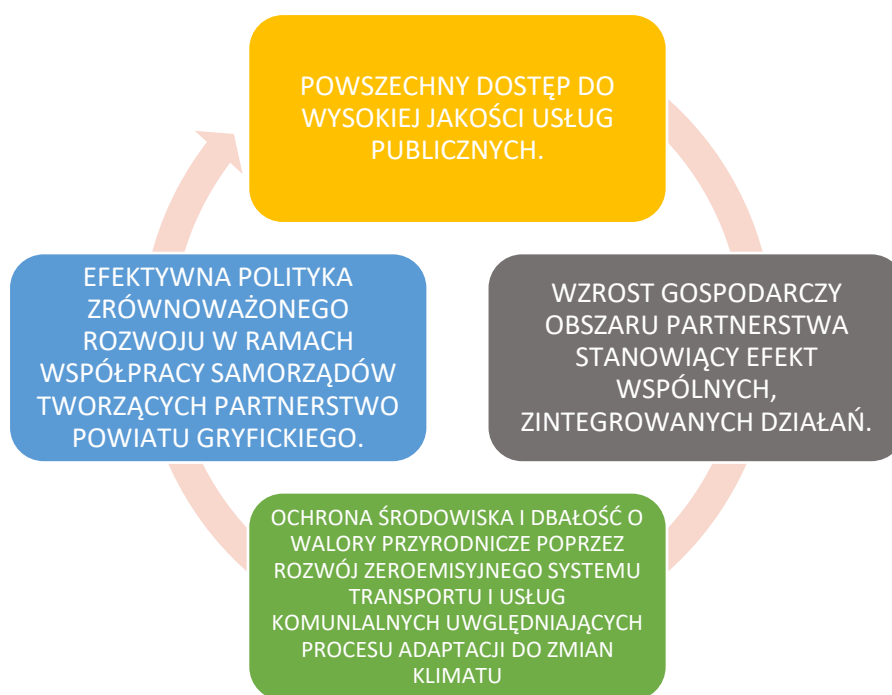 POWSZECHNY DOSTĘP DO
WYSOKIEJ JAKOŚCI USŁUG
PUBLICZNYCH.
EFEKTYWNA POLITYKA
ZRÓWNOWAŻONEGO
ROZWOJU W RAMACH
WSPÓŁPRACY SAMORZĄDÓW
TWORZĄCYCH PARTNERSTWO
POWIATU GRYFICKIEGO.
WZROST GOSPODARCZY
OBSZARU PARTNERSTWA
STANOWIĄCY EFEKT
WSPÓLNYCH,
ZINTEGROWANYCH DZIAŁAŃ.
OCHRONA ŚRODOWISKA I DBAŁOŚĆ O
WALORY PRZYRODNICZE POPRZEZ
ROZWÓJ ZEROEMISYJNEGO SYSTEMU
TRANSPORTU I USŁUG
KOMUNLALNYCH UWGLĘDNIAJĄCYCH
PROCESU ADAPTACJI DO ZMIAN
KLIMATU